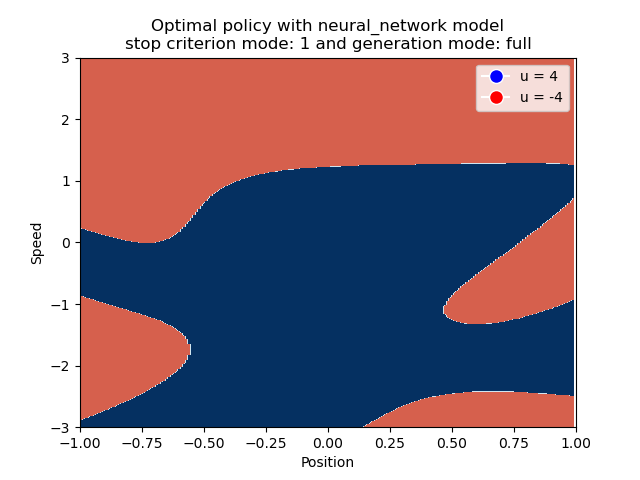 Optimal policy with neural_network model
stop criterion mode: 1 and generation mode: full
3
2
1
0
−1
−2
−3
Speed
u = 4
u = -4
−1.00 −0.75 −0.50 −0.25 0.00 0.25 0.50 0.75 1.00
Position